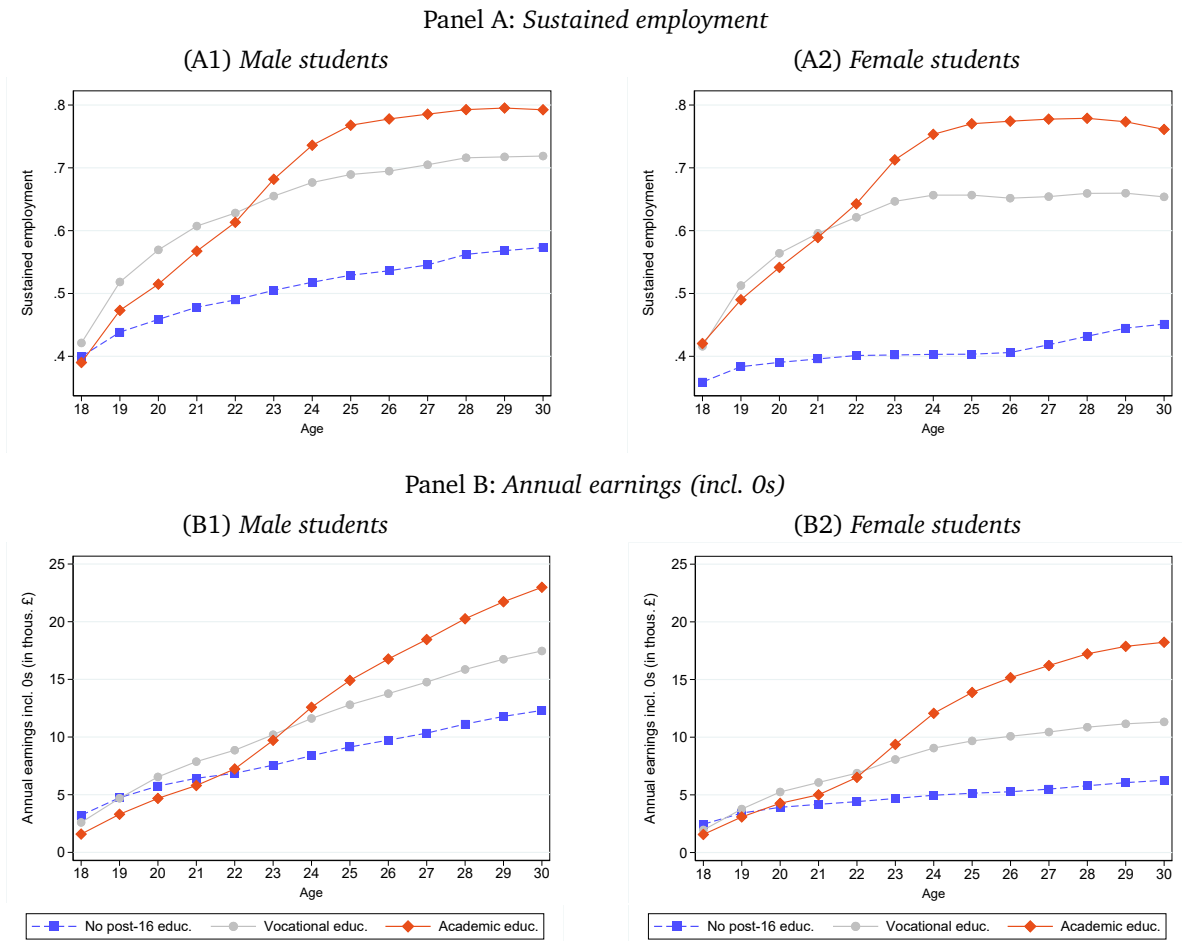 Panel A: Sustained employment
(A1) Male students
(A2) Female students
Sustained employment
.8
.7
.6
.5
.4
18 19 20 21 22 23 24 25 26 27 28 29 30
Age
Sustained employment
.8
.7
.6
.5
.4
18 19 20 21 22 23 24 25 26 27 28 29 30
Age
Panel B: Annual earnings (incl. 0s)
(B1) Male students
(B2) Female students
Annual earnings incl. 0s (in thous. £)
25
20
15
10
5
0
18 19 20 21 22 23 24 25 26 27 28 29 30
Age
No post-16 educ. Vocational educ. Academic educ.
Annual earnings incl. 0s (in thous. £)
25
20
15
10
5
0
18 19 20 21 22 23 24 25 26 27 28 29 30
Age
No post-16 educ. Vocational educ. Academic educ.